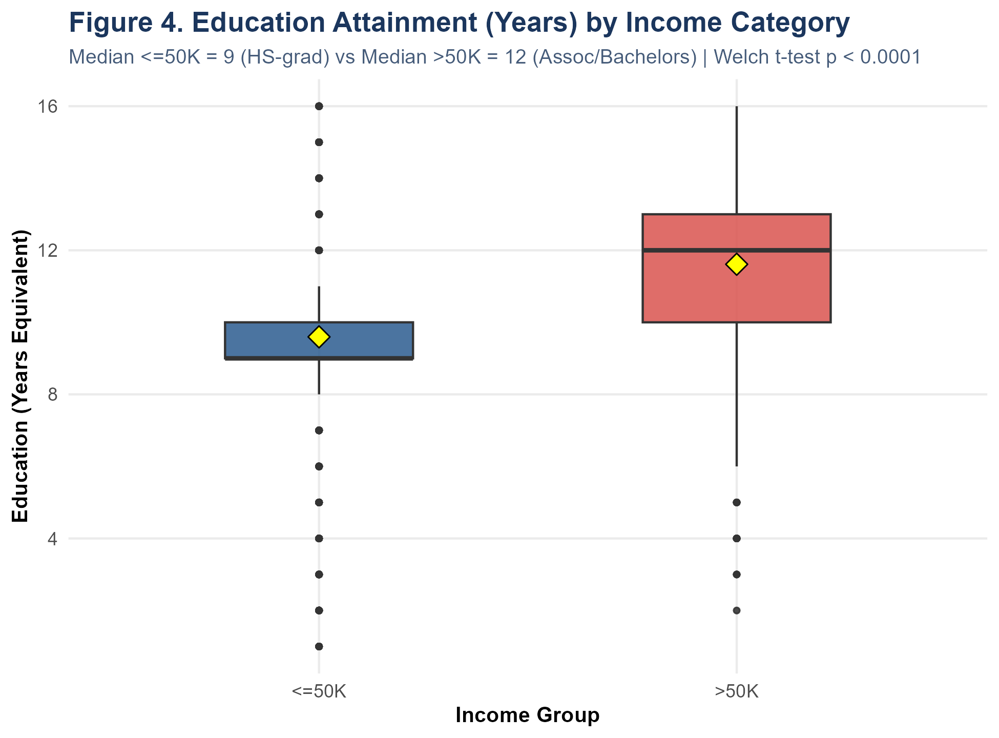 Figure 4. Education Attainment (Years) by Income Category
Median <=50K = 9 (HS-grad) vs Median >50K = 12 (Assoc/Bachelors) | Welch t-test p < 0.0001
Education (Years Equivalent)
16
12
8
4
<=50K >50K
Income Group